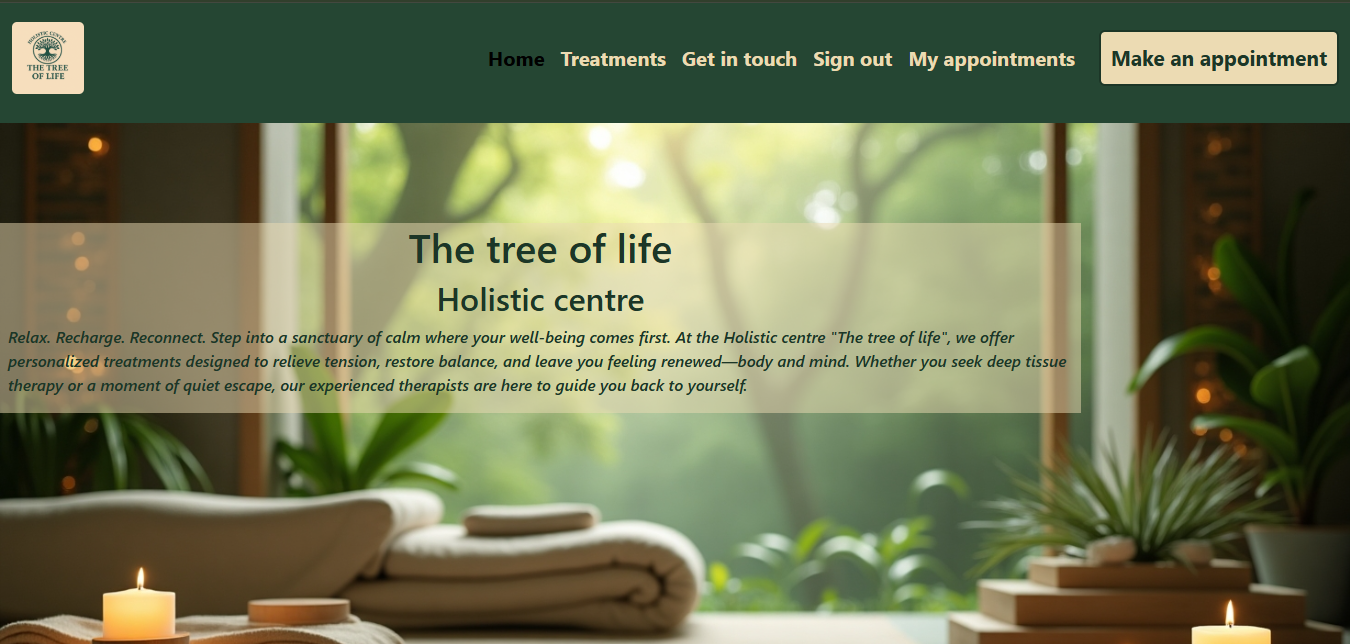 HOLISTIC CENTRE
THE TREE
OF LIFE
Home Treatments Get in touch Sign out My appointments Make an appointment
The tree of life
Holistic centre
Relax. Recharge. Reconnect. Step into a sanctuary of calm where your well-being comes first. At the Holistic centre "The tree of life", we offer
personalized treatments designed to relieve tension, restore balance, and leave you feeling renewed—body and mind. Whether you seek deep tissue
therapy or a moment of quiet escape, our experienced therapists are here to guide you back to yourself.